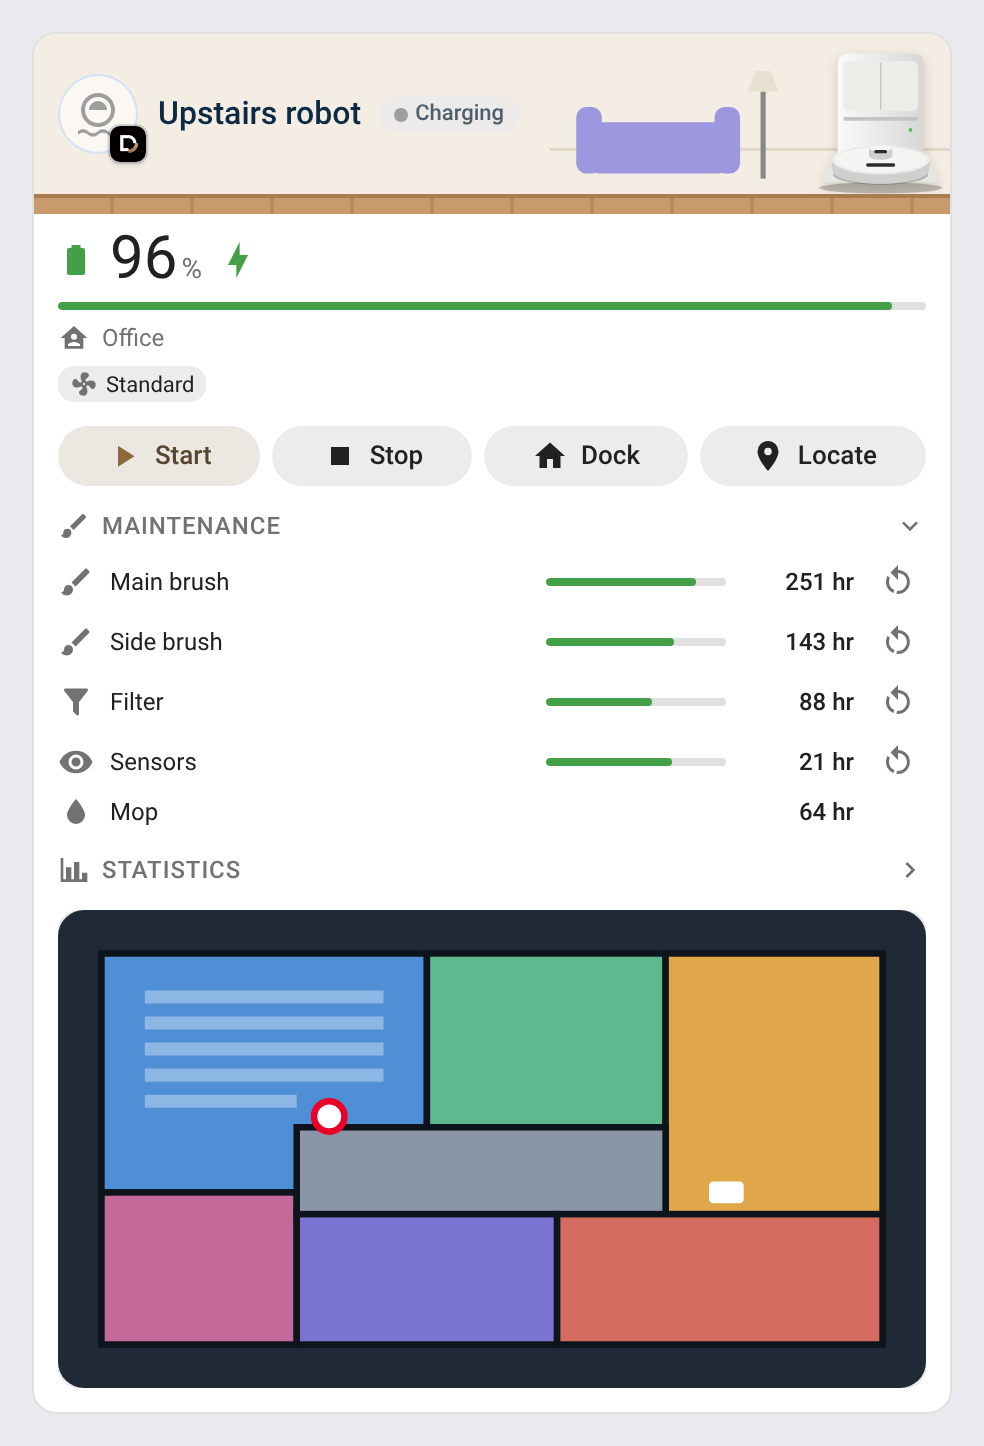 Upstairs robot
Charging
96 %
Office
Standard
Start
Stop
Dock
Locate
MAINTENANCE
Main brush 251 hr
Side brush 143 hr
Filter 88 hr
Sensors 21 hr
Mop 64 hr
STATISTICS